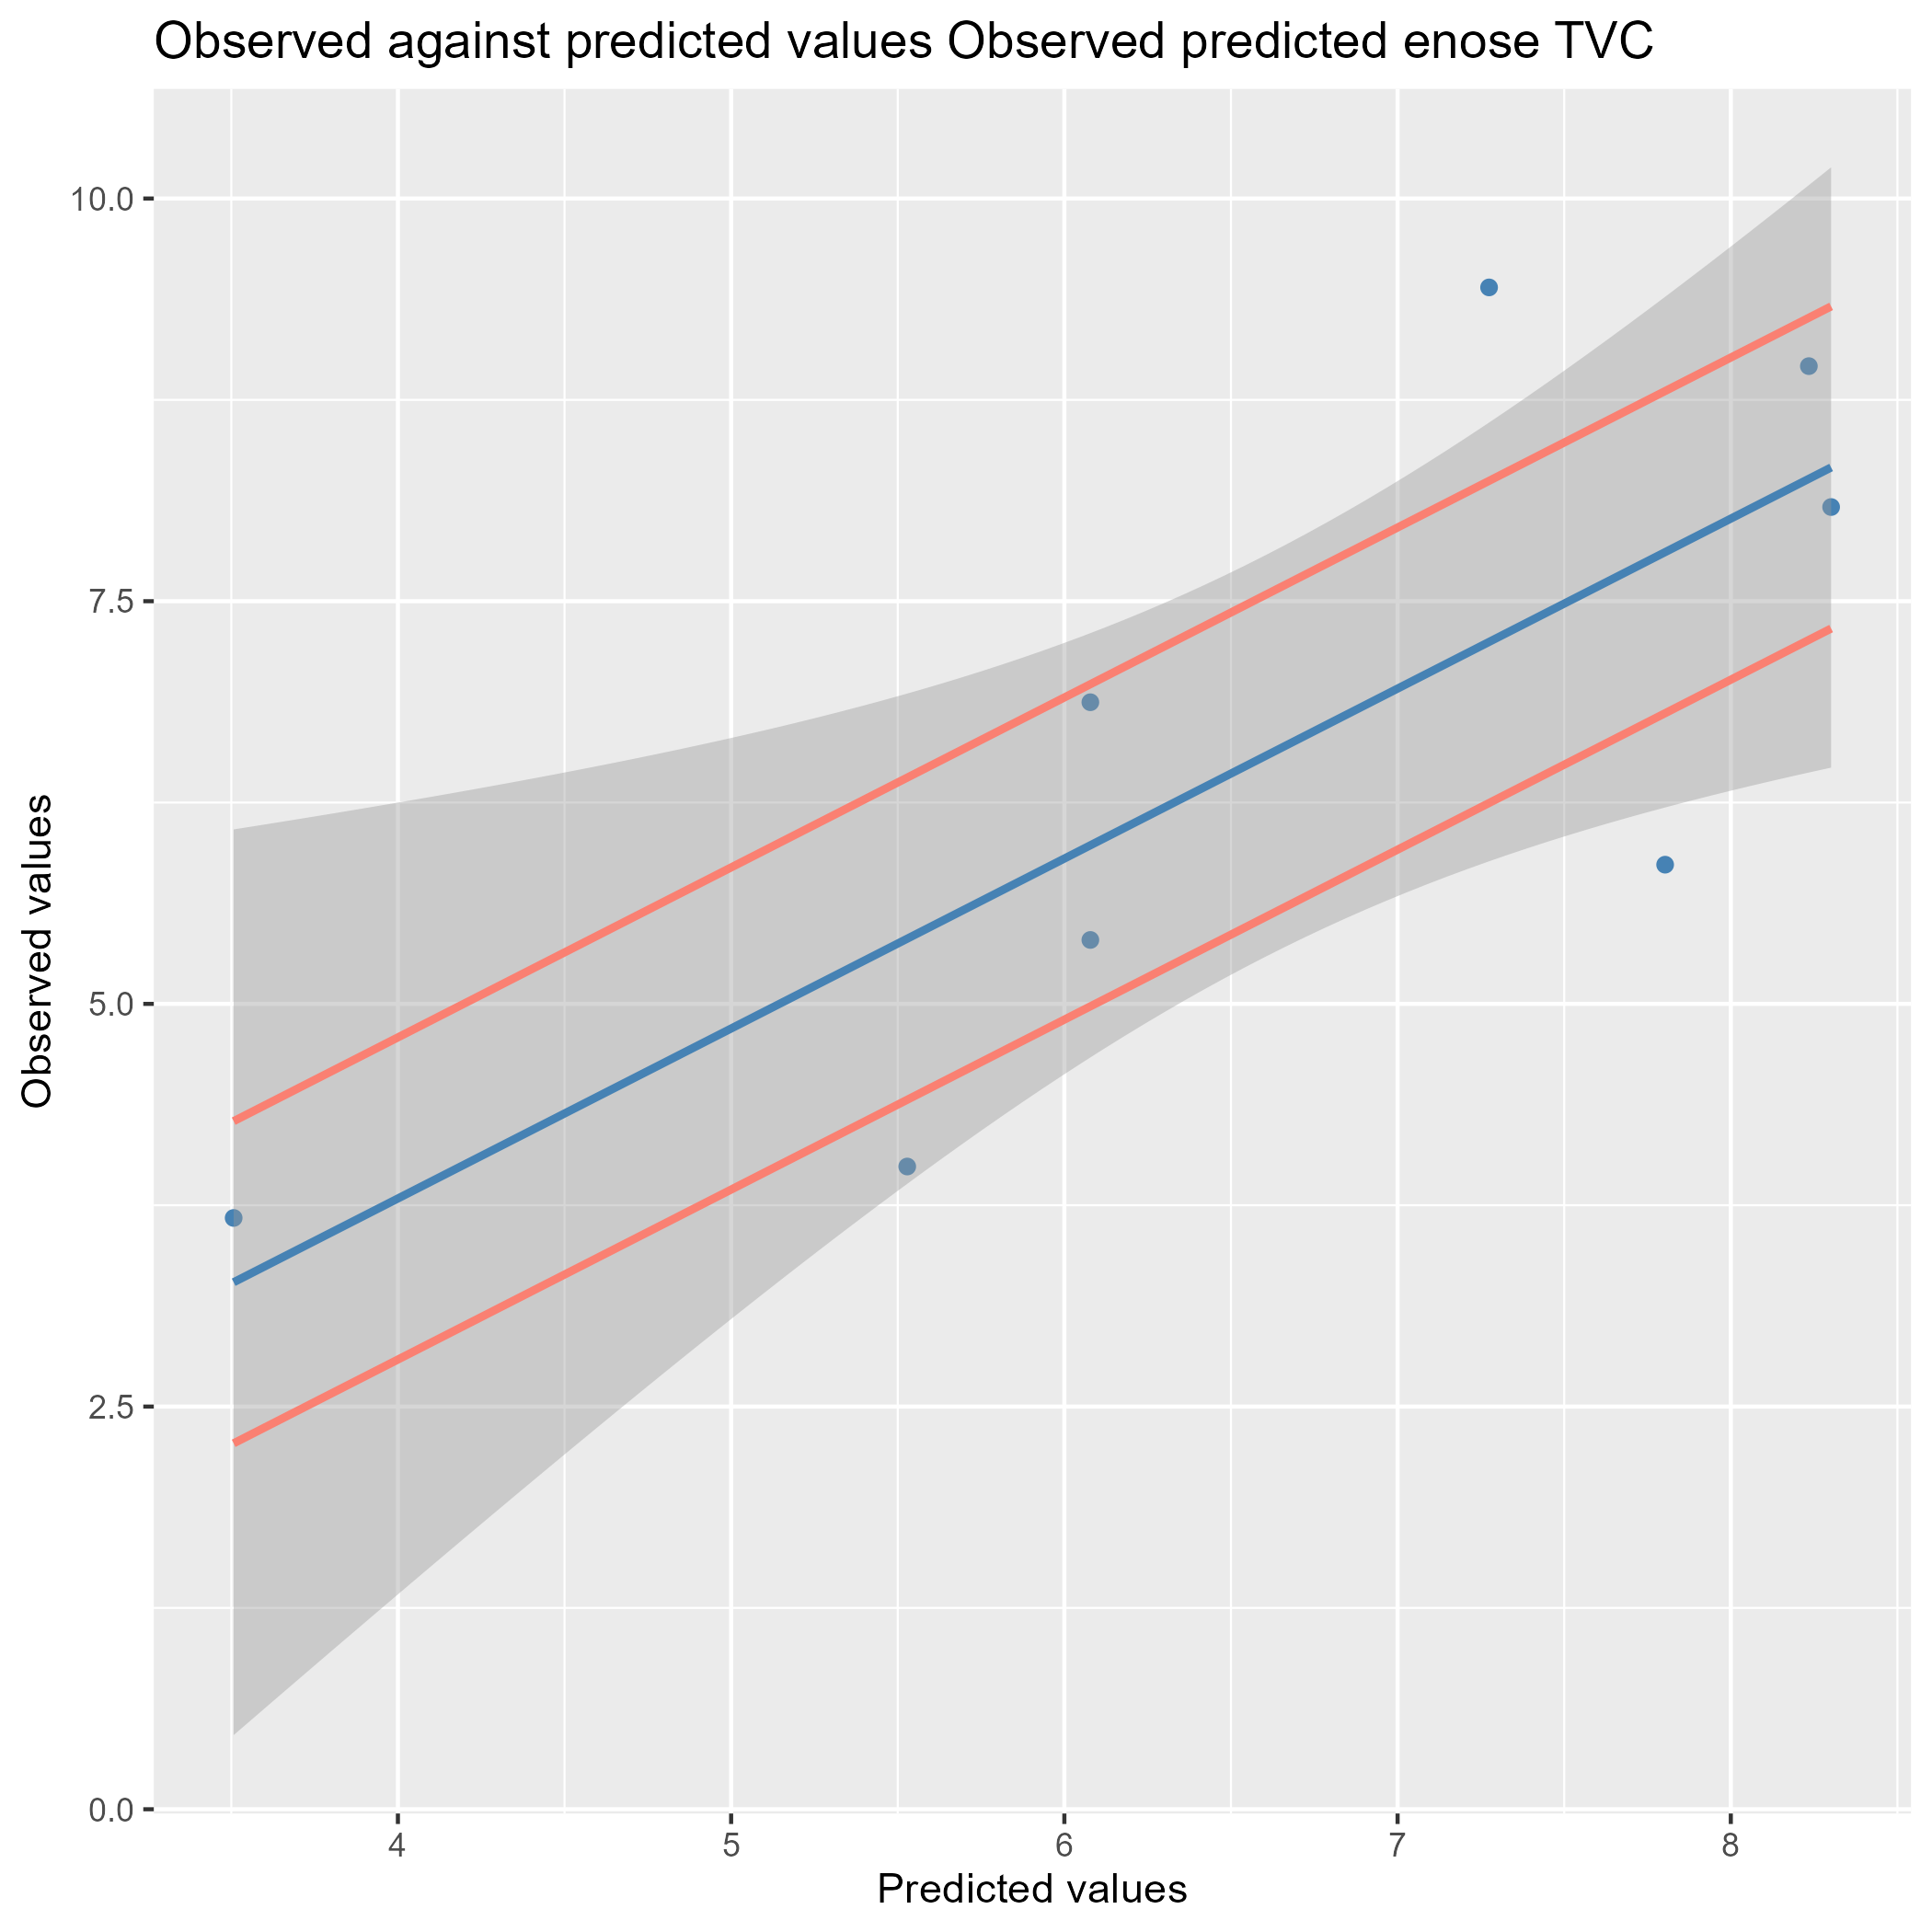 Observed against predicted values Observed predicted enose TVC
Observed values
10.0
7.5
5.0
2.5
0.0
4 5 6 7 8
Predicted values